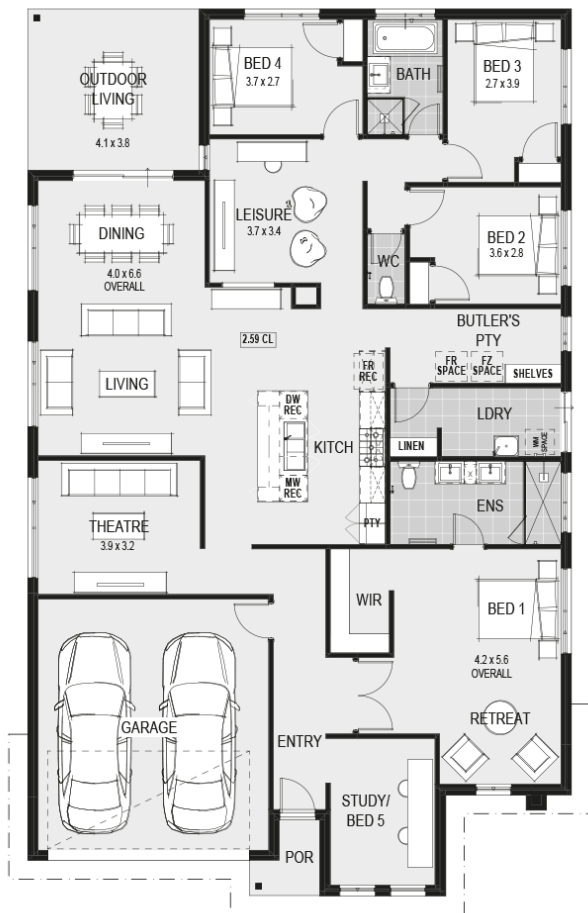 OUTDOOR
LIVING
4.1 x 3.8
BED 4
3.7 x 2.7
BATH
BED 3
2.7 x 3.9
DINING
4.0 x 6.6
OVERALL
LEISURE
3.7 x 3.4
WC
BED 2
3.6 x 2.8
BUTLER'S
PTY
2.59 CL
FR
REC
FR
SPACE
FZ
SPACE
SHELVES
LIVING
DW
REC
KITCH
MW
REC
LINEN
LDRY
WM
SPACE
PTY
ENS
THEATRE
3.9 x 3.2
WIR
BED 1
4.2 x 5.6
OVERALL
RETREAT
GARAGE
ENTRY
STUDY/
BED 5
POR